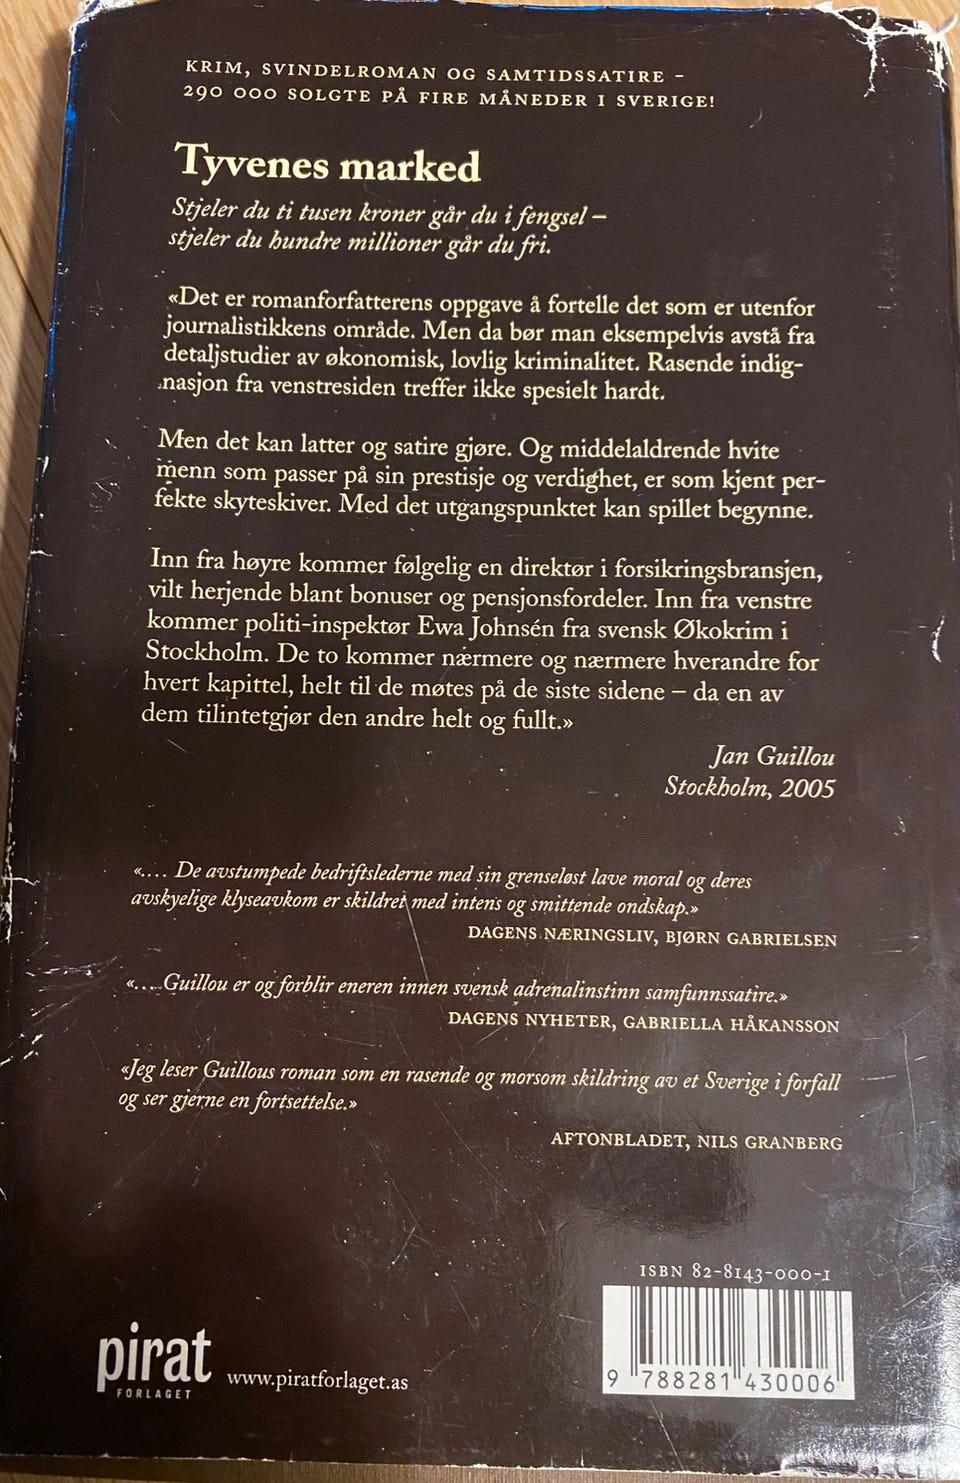 KRIM, SVINDELROMAN OG SAMTIDSSATIRE –
290 000 SOLGTE PÅ FIRE MÅNEDER I SVERIGE!
Tyvenes marked
Stjeler du ti tusen kroner går du i fengsel –
stjeler du hundre millioner går du fri.
«Det er romanforfatterens oppgave å fortelle det som er utenfor
journalistikkens område. Men da bør man eksempelvis avstå fra
detaljstudier av økonomisk, lovlig kriminalitet. Rasende indig-
nasjon fra venstresiden treffer ikke spesielt hardt.
Men det kan latter og satire gjøre. Og middelaldrende hvite
menn som passer på sin prestisje og verdighet, er som kjent per-
fekte skyteskiver. Med det utgangspunktet kan spillet begynne.
Inn fra høyre kommer følgelig en direktør i forsikringsbransjen,
vilt herjende blant bonuser og pensjonsfordeler. Inn fra venstre
kommer politi-inspektør Ewa Johnsén fra svensk Økokrim i
Stockholm. De to kommer nærmere og nærmere hverandre for
hvert kapittel, helt til de møtes på de siste sidene – da en av
dem tilintetgjør den andre helt og fullt.»
Jan Guillou
Stockholm, 2005
«.... De avstumpede bedriftslederne med sin grenseløst lave moral og deres
avskyelige klyseavkom er skildret med intens og smittende ondskap.»
DAGENS NÆRINGSLIV, BJØRN GABRIELSEN
«....Guillou er og forblir eneren innen svensk adrenalinstinn samfunnssatire.»
DAGENS NYHETER, GABRIELLA HÅKANSSON
«Jeg leser Guillous roman som en rasende og morsom skildring av et Sverige i forfall
og ser gjerne en fortsettelse.»
AFTONBLADET, NILS GRANBERG
ISBN 82-8143-000-1
9 788281 430006
pirat
FORLAGET
www.piratforlaget.as